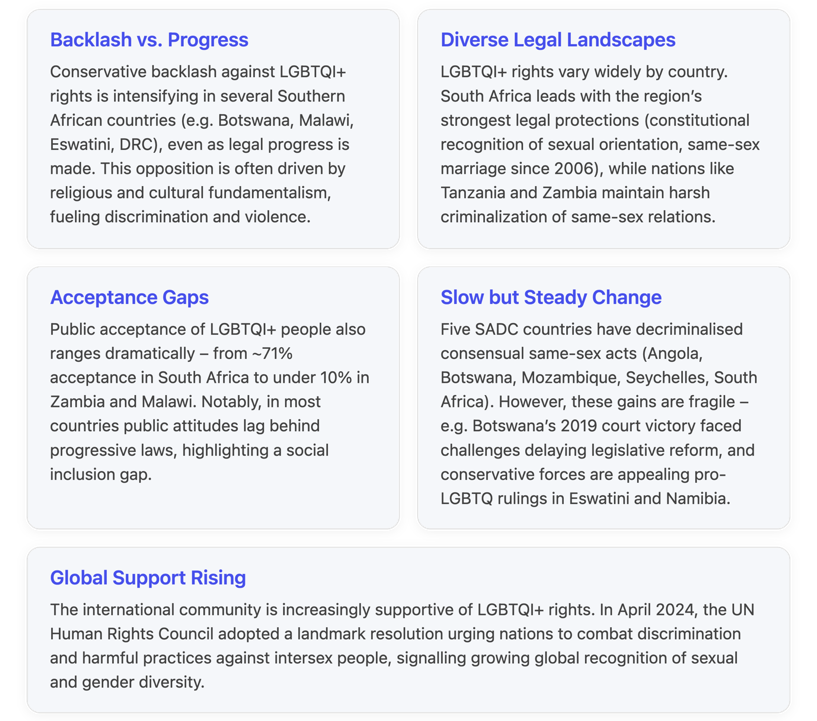 Backlash vs. Progress
Conservative backlash against LGBTQI+
rights is intensifying in several Southern
African countries (e.g. Botswana, Malawi,
Eswatini, DRC), even as legal progress is
made. This opposition is often driven by
religious and cultural fundamentalism,
fueling discrimination and violence.
Diverse Legal Landscapes
LGBTQI+ rights vary widely by country.
South Africa leads with the region's
strongest legal protections (constitutional
recognition of sexual orientation, same-sex
marriage since 2006), while nations like
Tanzania and Zambia maintain harsh
criminalization of same-sex relations.
Acceptance Gaps
Public acceptance of LGBTQI+ people also
ranges dramatically – from ~71%
acceptance in South Africa to under 10% in
Zambia and Malawi. Notably, in most
countries public attitudes lag behind
progressive laws, highlighting a social
inclusion gap.
Slow but Steady Change
Five SADC countries have decriminalised
consensual same-sex acts (Angola,
Botswana, Mozambique, Seychelles, South
Africa). However, these gains are fragile –
e.g. Botswana's 2019 court victory faced
challenges delaying legislative reform, and
conservative forces are appealing pro-
LGBTQ rulings in Eswatini and Namibia.
Global Support Rising
The international community is increasingly supportive of LGBTQI+ rights. In April 2024, the UN
Human Rights Council adopted a landmark resolution urging nations to combat discrimination
and harmful practices against intersex people, signalling growing global recognition of sexual
and gender diversity.